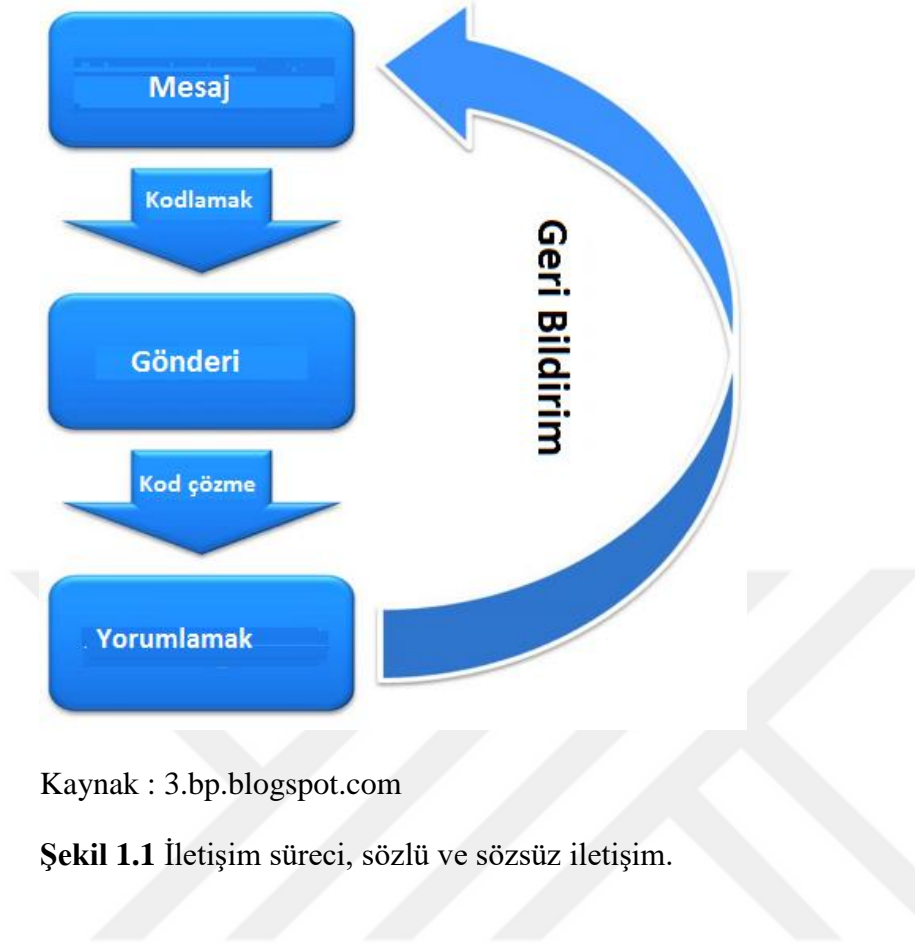 Mesaj
Kodlamak
Gönderi
Kod çözme
Yorumlamak
Geri Bildirim
Kaynak : 3.bp.blogspot.com
Şekil 1.1 İletişim süreci, sözlü ve sözsüz iletişim.